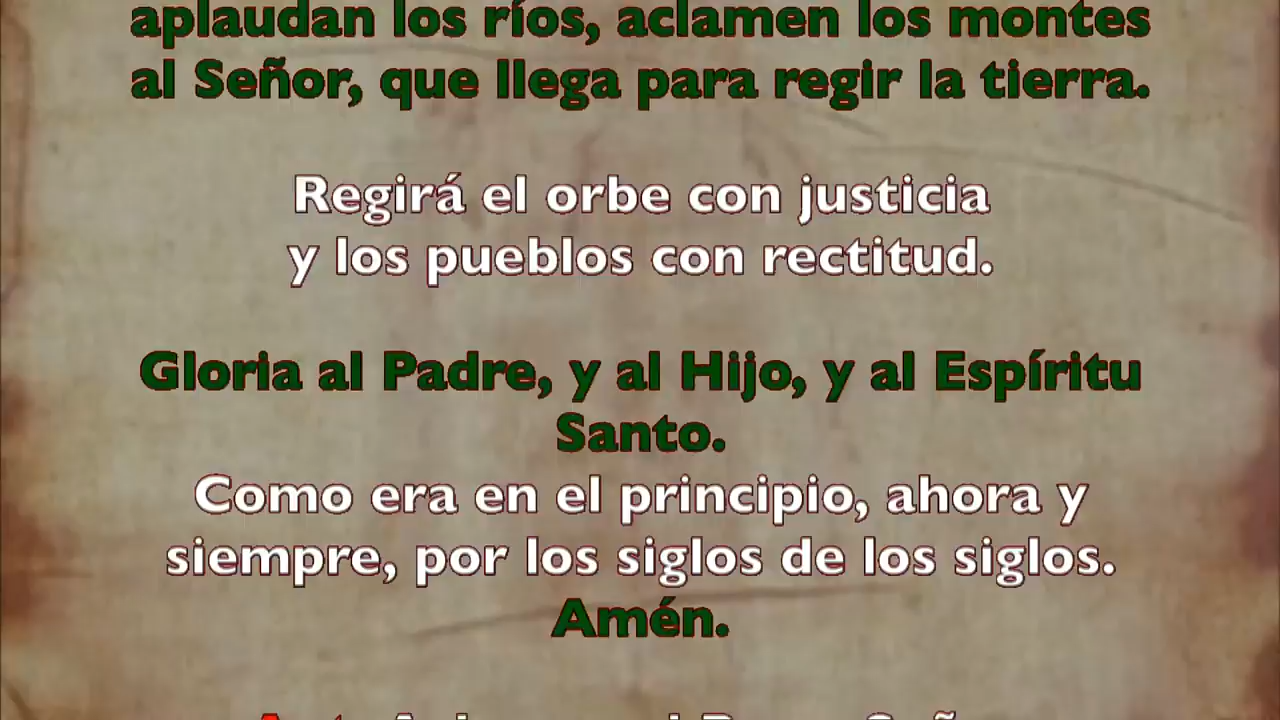 aplaudan los ríos, aclamen los montes
al Señor, que llega para regir la tierra.
Regirá el orbe con justicia
y los pueblos con rectitud.
Gloria al Padre, y al Hijo, y al Espíritu
Santo.
Como era en el principio, ahora y
siempre, por los siglos de los siglos.
Amén.